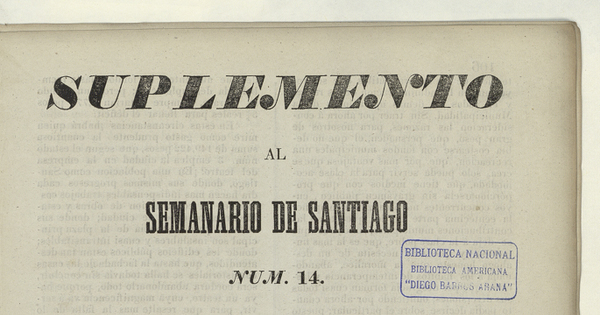 SUPLEMENTO
AL
SEMANARIO DE SANTIAGO
NUM. 14.
BIBLIOTECA NACIONAL
BIBLIOTECA AMERICANA
"DIEGO BARROS ARANA"